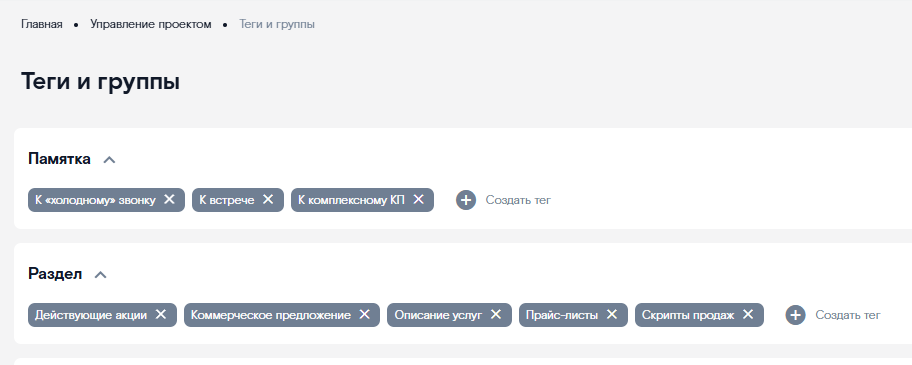 Главная • Управление проектом • Теги и группы
Теги и группы
Памятка
К «холодному» звонку К встрече К комплексному КП Создать тег
Раздел
Действующие акции Коммерческое предложение Описание услуг Прайс-листы Скрипты продаж Создать тег